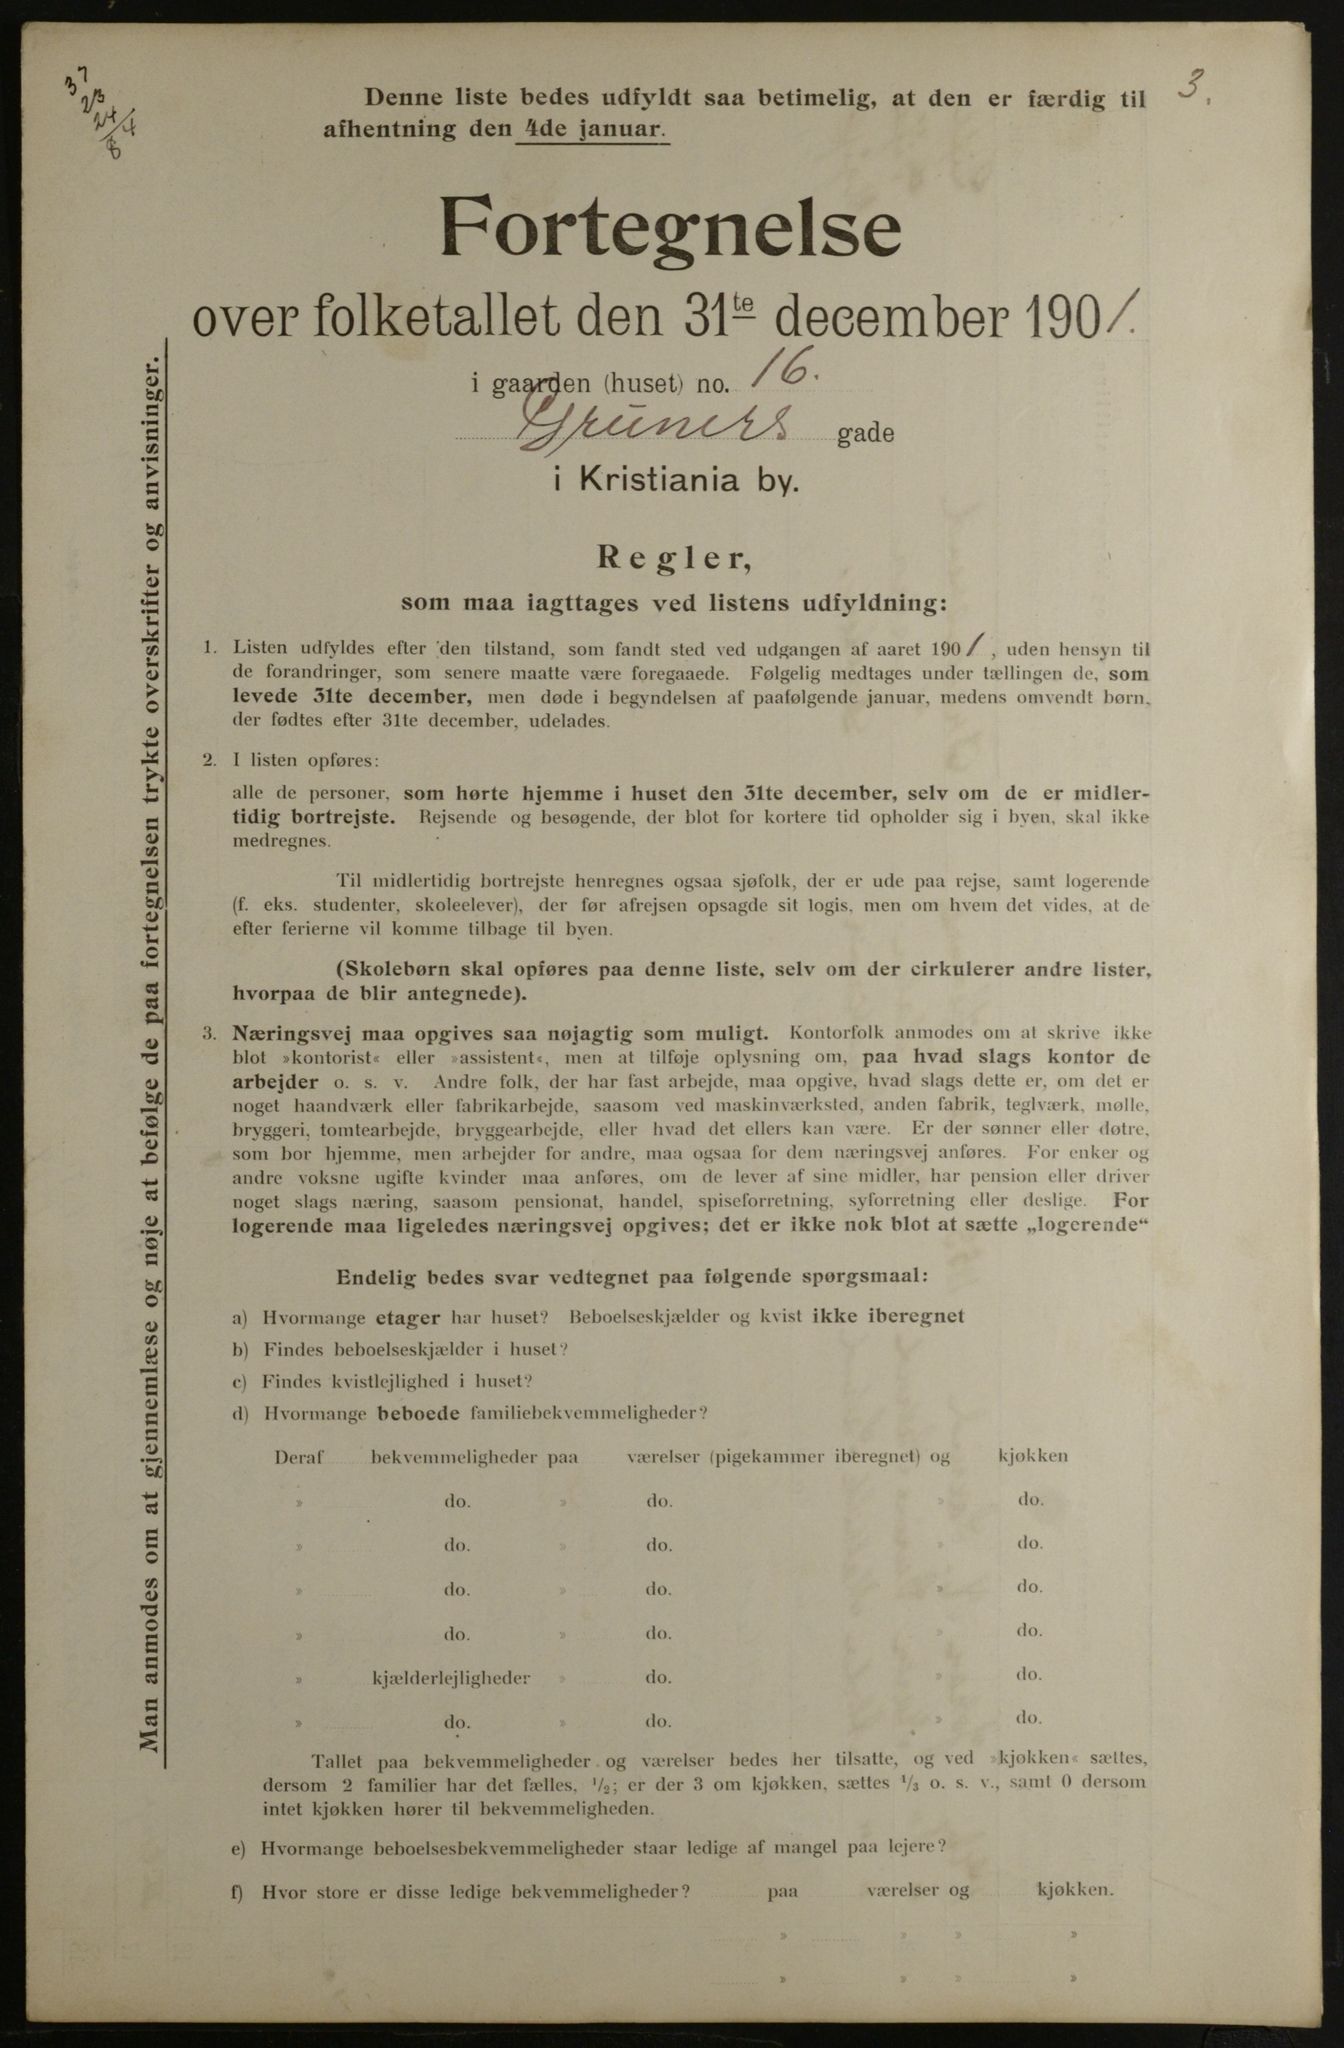 37
23
24
84
3.
Denne liste bedes udfyldt saa betimelig, at den er færdig til
afhentning den 4de januar.
Fortegnelse
over folketallet den 31te december 1901.
i gaarden (huset) no. 16.
Grüners gade
i Kristiania by.
Regler,
som maa iagttages ved listens udfyldning:
1. Listen udfyldes efter den tilstand, som fandt sted ved udgangen af aaret 1901, uden hensyn til
de forandringer, som senere maatte være foregaaede. Følgelig medtages under tællingen de, som
levede 31te december, men døde i begyndelsen af paafølgende januar, medens omvendt børn,
der fødtes efter 31te december, udelades.
2. I listen opføres:
alle de personer, som hørte hjemme i huset den 31te december, selv om de er midler-
tidig bortrejste. Rejsende og besøgende, der blot for kortere tid opholder sig i byen, skal ikke
medregnes.
Til midlertidig bortrejste henregnes ogsaa sjøfolk, der er ude paa rejse, samt logerende
(f. eks. studenter, skoleelever), der før afrejsen opsagde sit logis, men om hvem det vides, at de
efter ferierne vil komme tilbage til byen.
(Skolebørn skal opføres paa denne liste, selv om der cirkulerer andre lister,
hvorpaa de blir antegnede).
3. Næringsvej maa opgives saa nøjagtig som muligt. Kontorfolk anmodes om at skrive ikke
blot »kontorist« eller »assistent«, men at tilføje oplysning om, paa hvad slags kontor de
arbejder o. s. v. Andre folk, der har fast arbejde, maa opgive, hvad slags dette er, om det er
noget haandværk eller fabrikarbejde, saasom ved maskinværksted, anden fabrik, teglværk, mølle,
bryggeri, tomtearbejde, bryggearbejde, eller hvad det ellers kan være. Er der sønner eller døtre,
som bor hjemme, men arbejder for andre, maa ogsaa for dem næringsvej anføres. For enker og
andre voksne ugifte kvinder maa anføres, om de lever af sine midler, har pension eller driver
noget slags næring, saasom pensionat, handel, spiseforretning, syforretning eller deslige. For
logerende maa ligeledes næringsvej opgives; det er ikke nok blot at sætte „logerende“
Endelig bedes svar vedtegnet paa følgende spørgsmaal:
a) Hvormange etager har huset? Beboelseskjælder og kvist ikke iberegnet
b) Findes beboelseskjælder i huset?
c) Findes kvistlejlighed i huset?
d) Hvormange beboede familiebekvemmeligheder?
Deraf bekvemmeligheder paa værelser (pigekammer iberegnet) og kjøkken
» do. » do. » do.
» do. » do. » do.
» do. » do. » do.
» do. » do. » do.
» kjælderlejligheder » do. » do.
» do. » do. » do.
Tallet paa bekvemmeligheder og værelser bedes her tilsatte, og ved »kjøkken« sættes,
dersom 2 familier har det fælles, 1/2; er der 3 om kjøkken, sættes 1/3 o. s. v., samt 0 dersom
intet kjøkken hører til bekvemmeligheden.
e) Hvormange beboelsesbekvemmeligheder staar ledige af mangel paa lejere?
f) Hvor store er disse ledige bekvemmeligheder? paa værelser og kjøkken.
» » » »
» » » »
Man anmodes om at gjennemlæse og nøje at befølge de paa fortegnelsen trykte overskrifter og anvisninger.